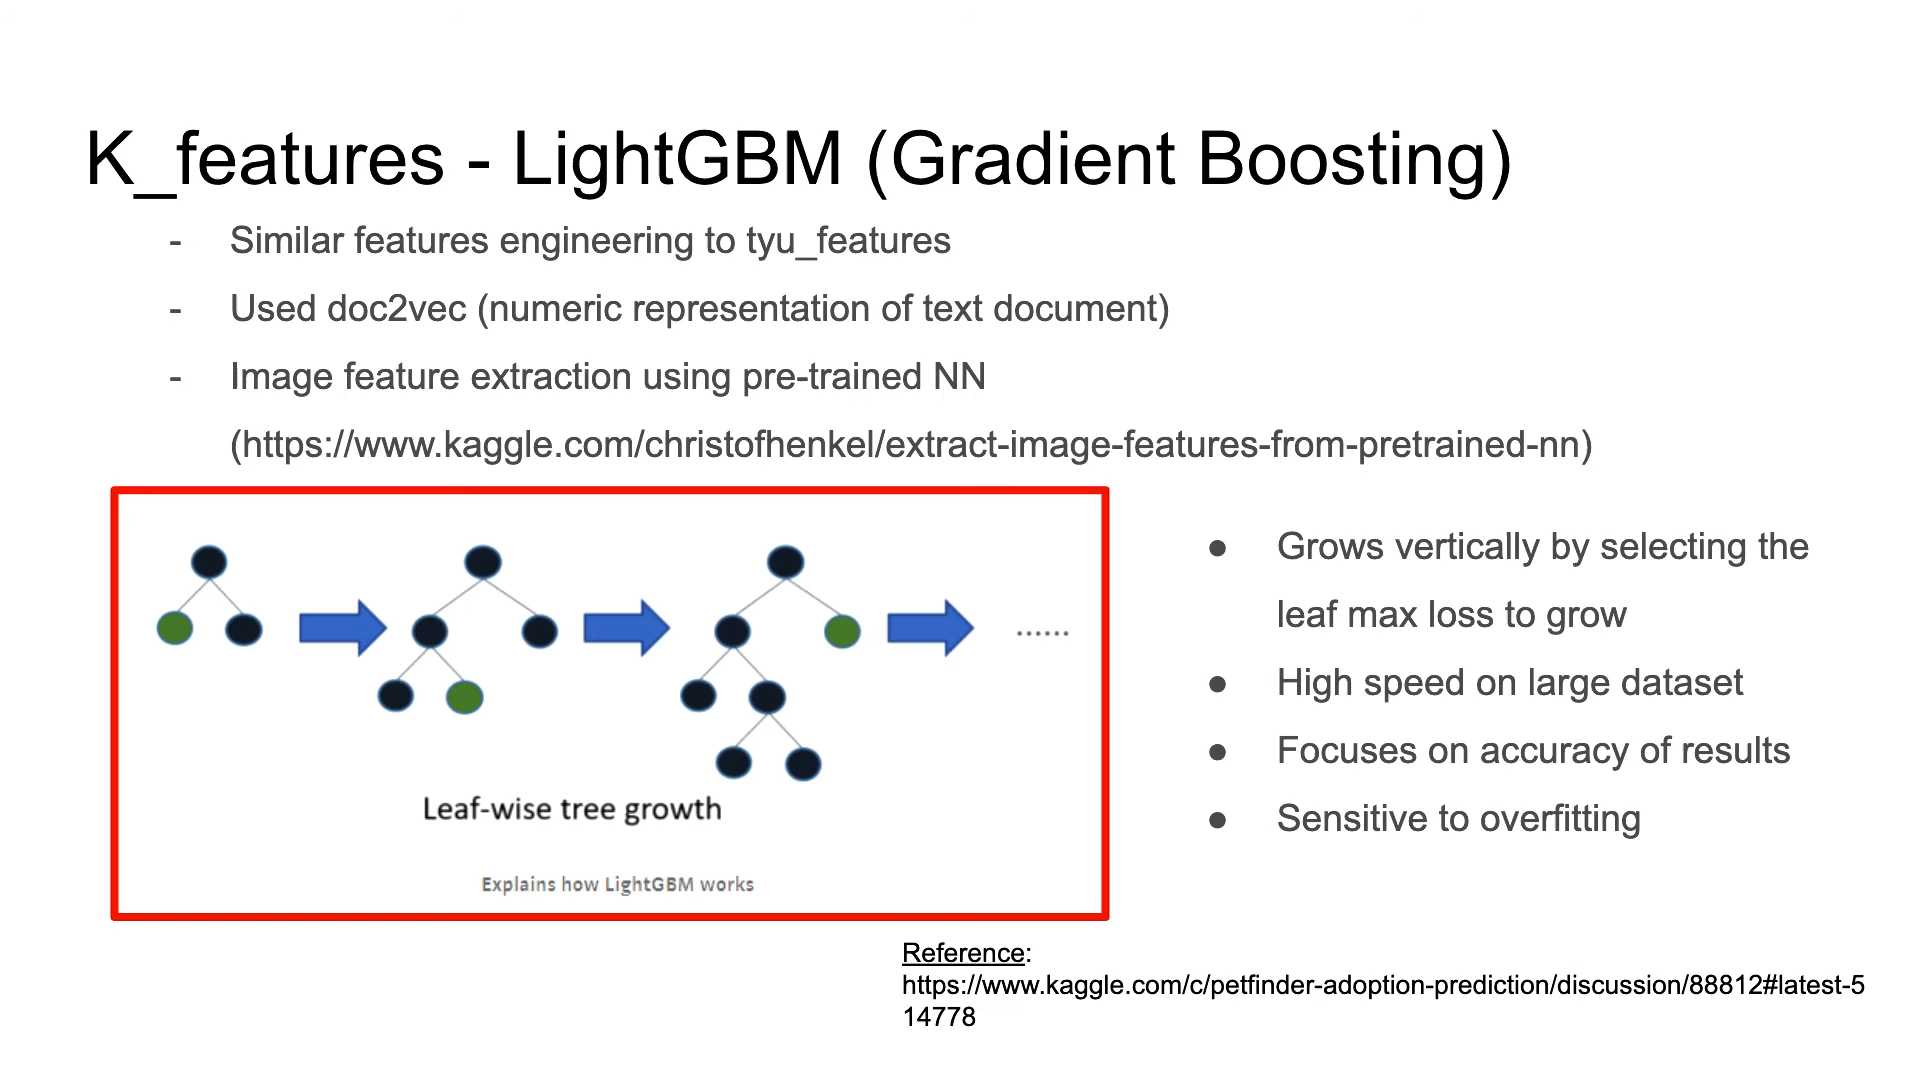 K_features - LightGBM (Gradient Boosting)
- Similar features engineering to tyu_features
- Used doc2vec (numeric representation of text document)
- Image feature extraction using pre-trained NN
(https://www.kaggle.com/christofhenkel/extract-image-features-from-pretrained-nn)
......
Leaf-wise tree growth
Explains how LightGBM works
● Grows vertically by selecting the
leaf max loss to grow
● High speed on large dataset
● Focuses on accuracy of results
● Sensitive to overfitting
Reference:
https://www.kaggle.com/c/petfinder-adoption-prediction/discussion/88812#latest-5
14778